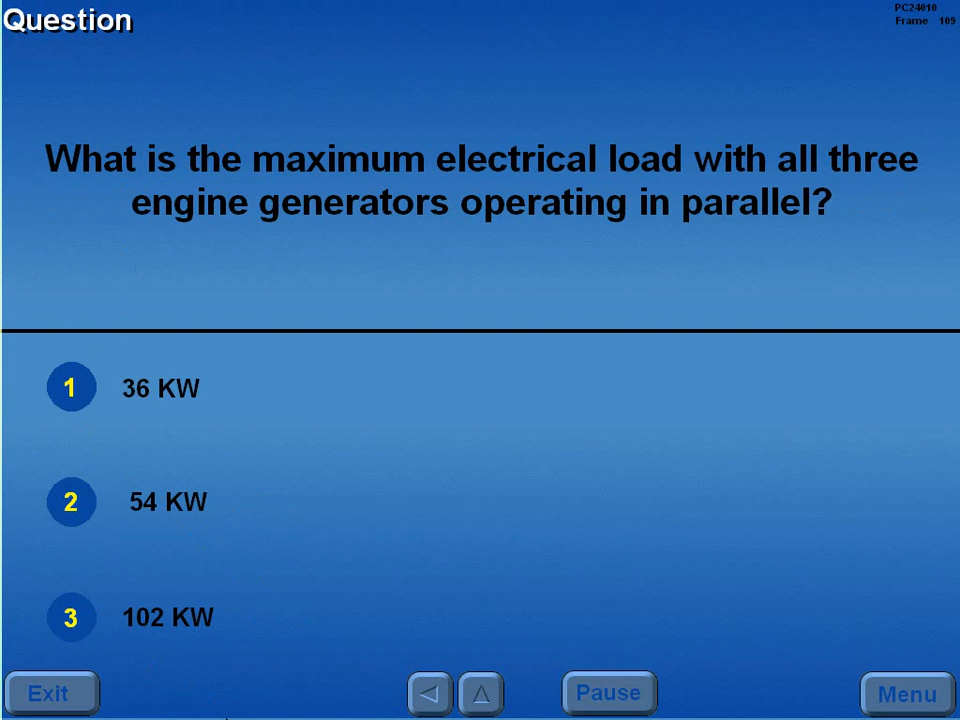 Question
PC24010
Frame 109
What is the maximum electrical load with all three
engine generators operating in parallel?
1 36 KW
2 54 KW
3 102 KW
Exit Pause Menu